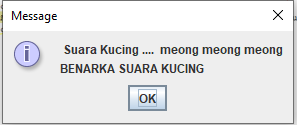 Message
Suara Kucing .... meong meong meong
BENARKA SUARA KUCING
OK